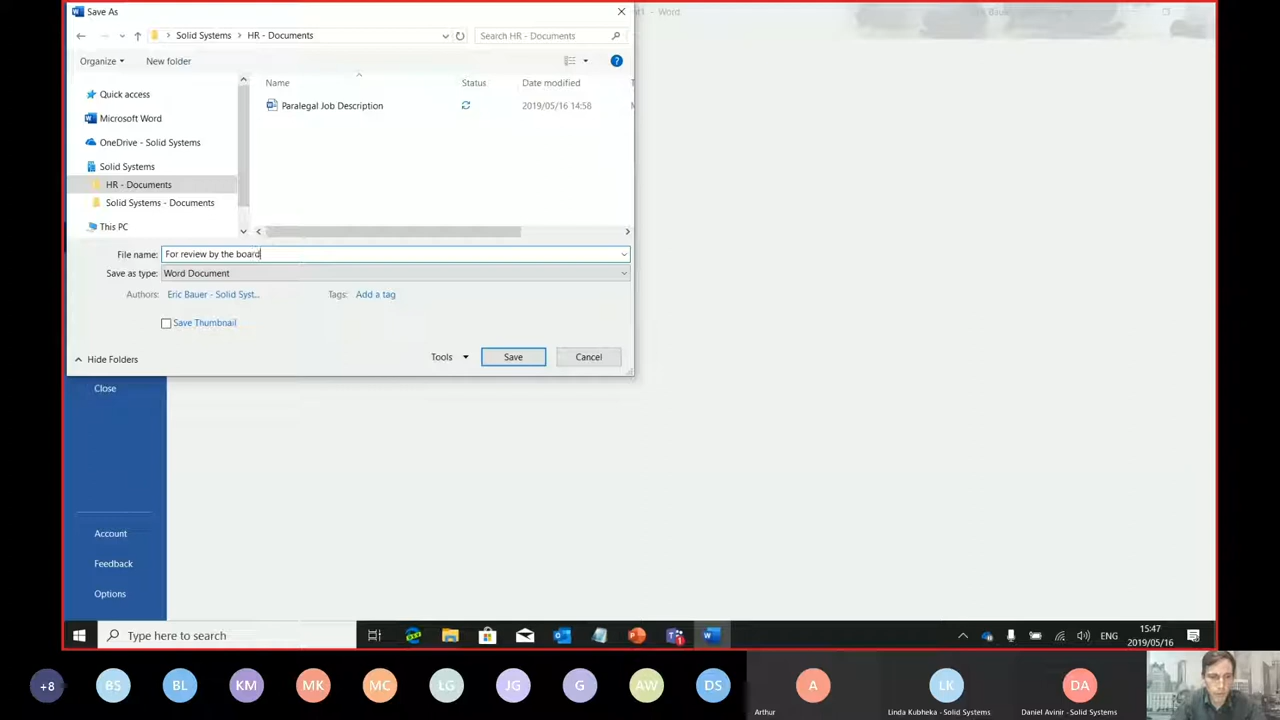 Save As
- Word
Solid Systems > HR - Documents
Search HR - Documents
Organize
New folder
Name
Status
Date modified
Quick access
Paralegal Job Description
2019/05/16 14:58
Microsoft Word
OneDrive - Solid Systems
Solid Systems
HR - Documents
Solid Systems - Documents
This PC
File name: For review by the board
Save as type: Word Document
Authors: Eric Bauer - Solid Syst...
Tags: Add a tag
Save Thumbnail
Hide Folders
Tools
Save
Cancel
Close
Account
Feedback
Options
Type here to search
ENG
15:47
2019/05/16
+8
BS
BL
KM
MK
MC
LG
JG
G
AW
DS
A
LK
DA
Arthur
Linda Kubheka - Solid Systems
Daniel Avinir - Solid Systems